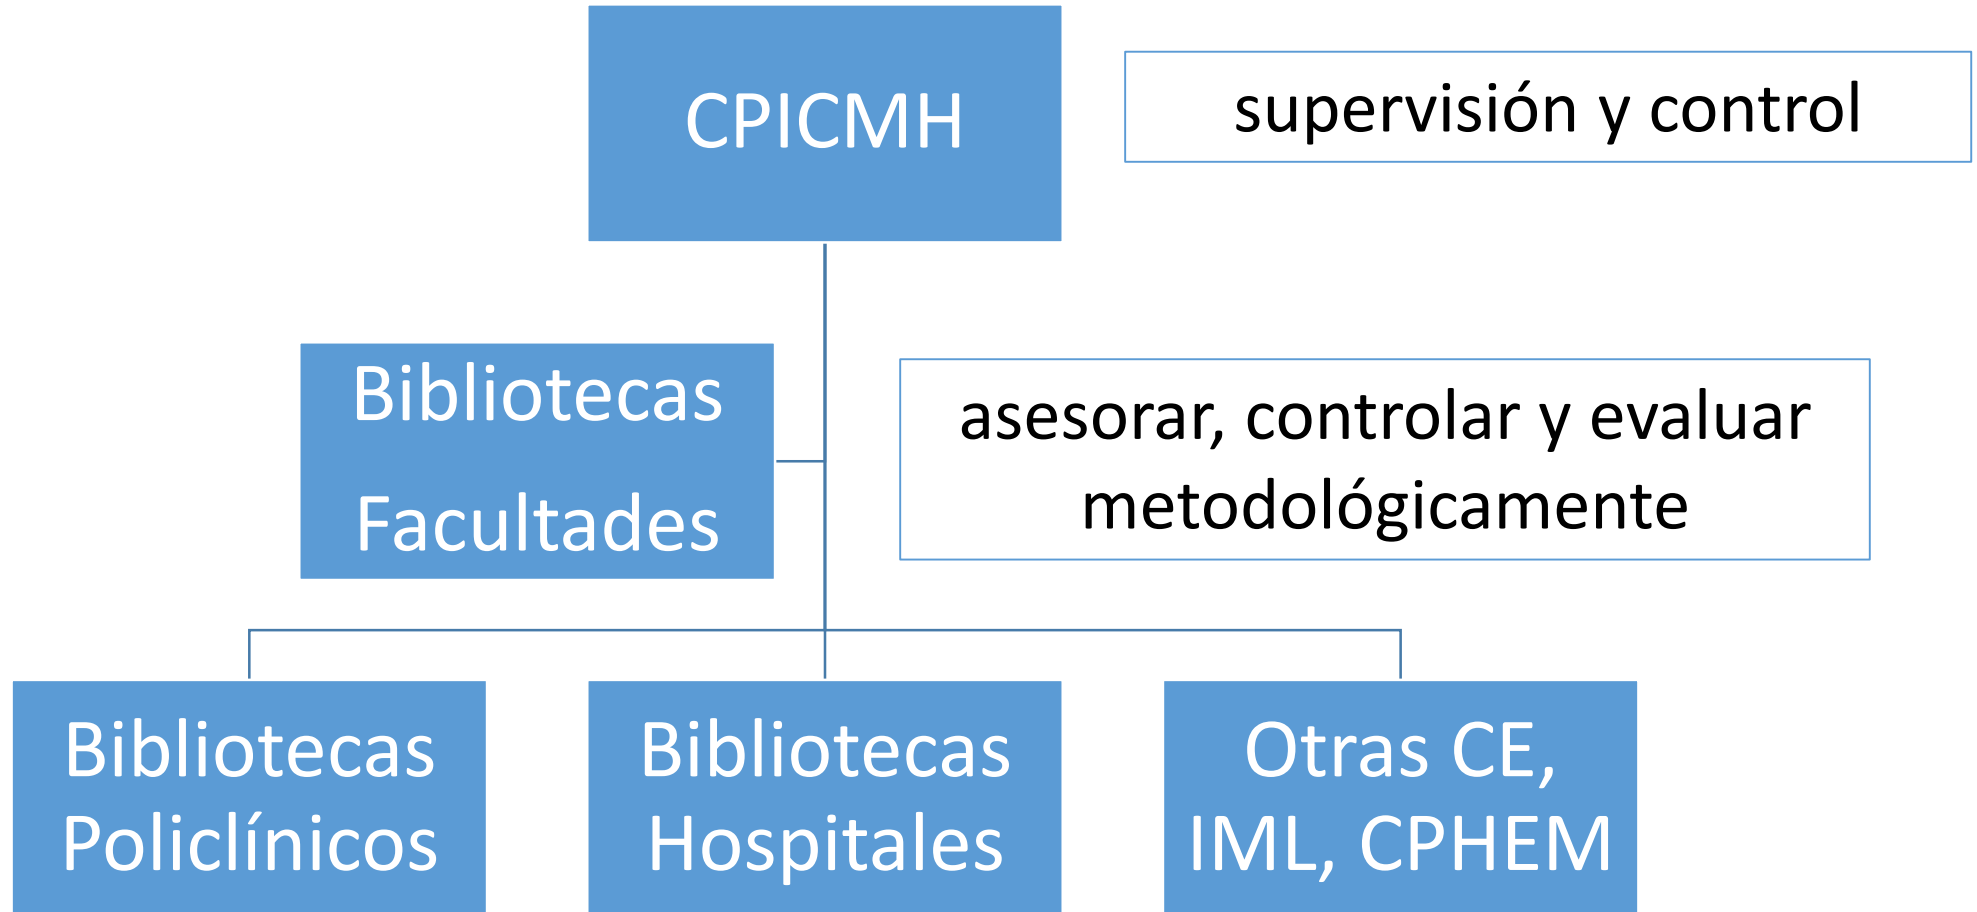 CPICMH
supervisión y control
Bibliotecas
Facultades
asesorar, controlar y evaluar
metodológicamente
Bibliotecas
Policlínicos
Bibliotecas
Hospitales
Otras CE,
IML, CPHEM